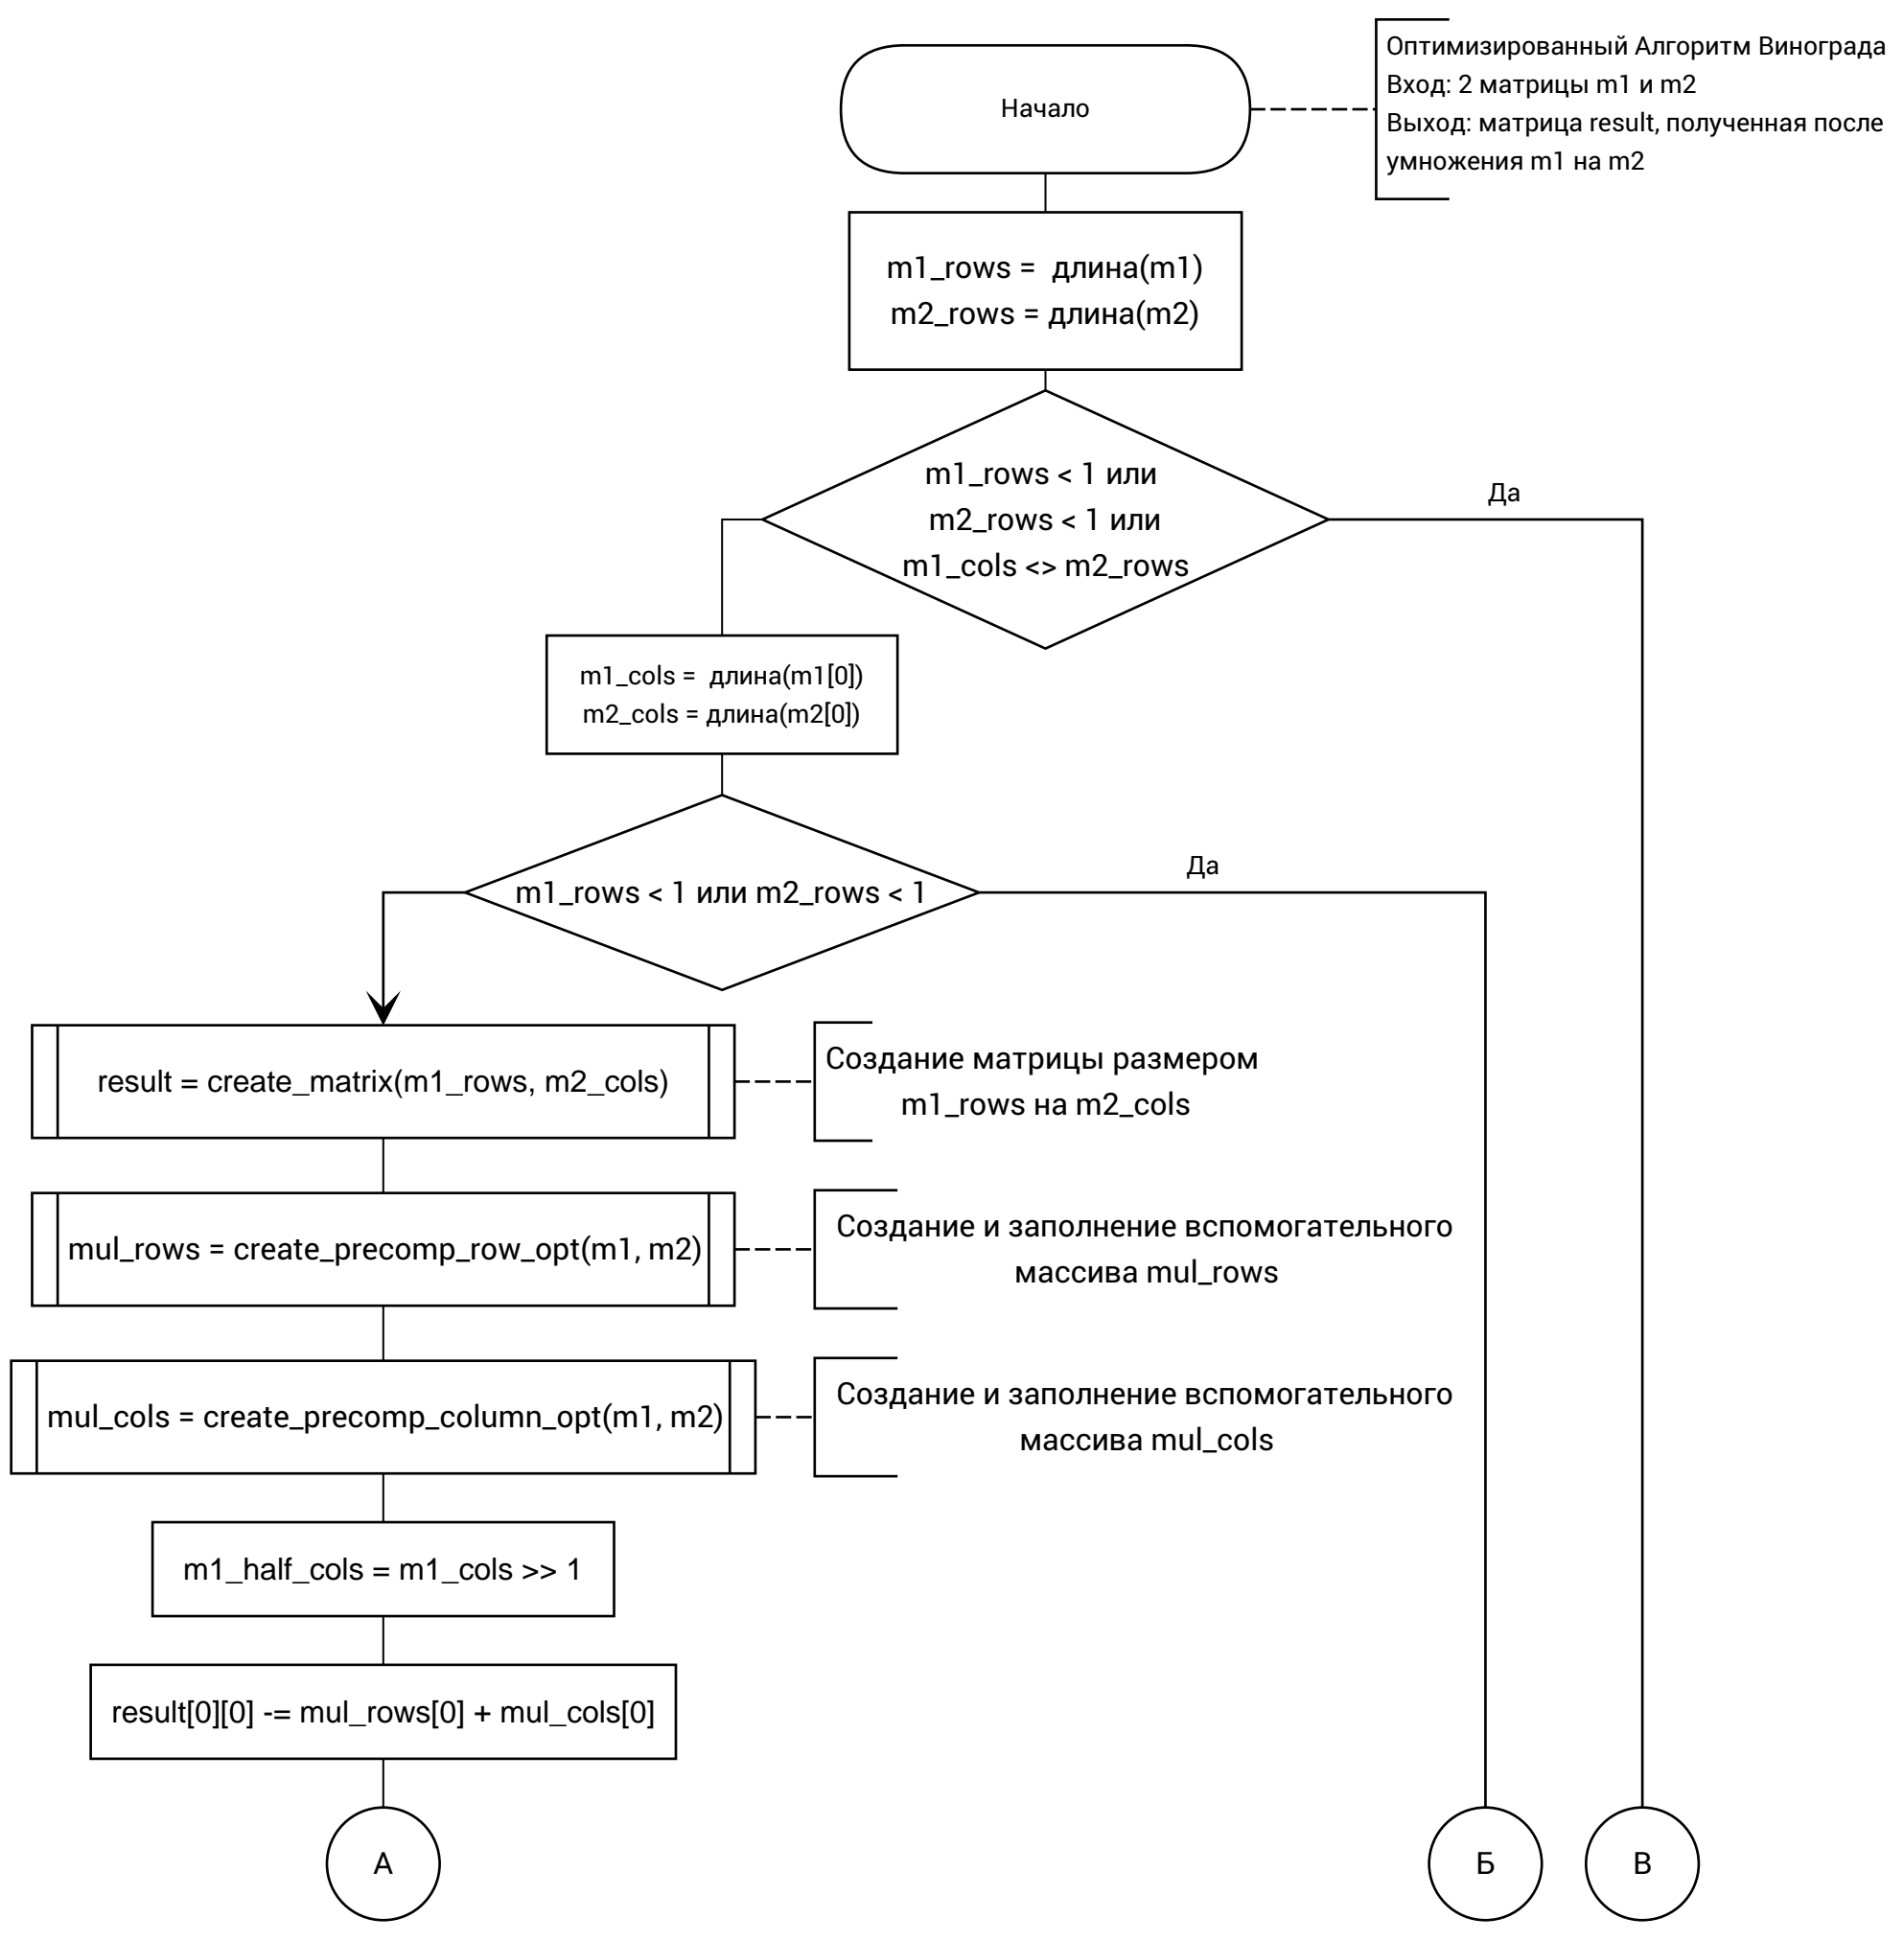 Начало
Оптимизированный Алгоритм Винограда
Вход: 2 матрицы m1 и m2
Выход: матрица result, полученная после
умножения m1 на m2
m1_rows = длина(m1)
m2_rows = длина(m2)
m1_rows < 1 или
m2_rows < 1 или
m1_cols <> m2_rows
Да
m1_cols = длина(m1[0])
m2_cols = длина(m2[0])
m1_rows < 1 или m2_rows < 1
Да
result = create_matrix(m1_rows, m2_cols)
Создание матрицы размером
m1_rows на m2_cols
mul_rows = create_precomp_row_opt(m1, m2)
Создание и заполнение вспомогательного
массива mul_rows
mul_cols = create_precomp_column_opt(m1, m2)
Создание и заполнение вспомогательного
массива mul_cols
m1_half_cols = m1_cols >> 1
result[0][0] -= mul_rows[0] + mul_cols[0]
А
Б
В